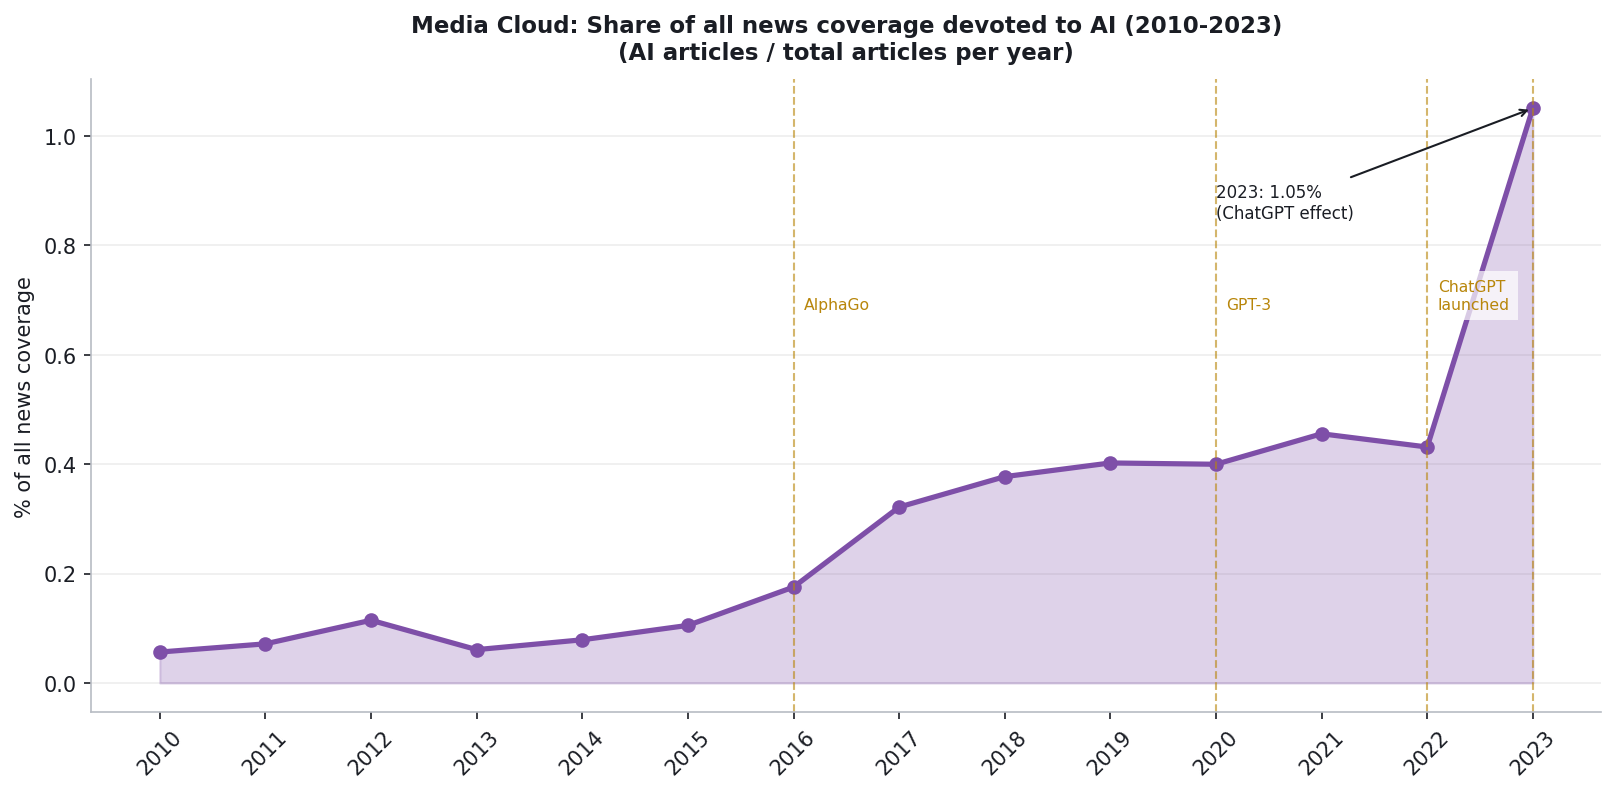 Media Cloud: Share of all news coverage devoted to AI (2010-2023)
(AI articles / total articles per year)
% of all news coverage
1.0
0.8
0.6
0.4
0.2
0.0
2023: 1.05%
(ChatGPT effect)
AlphaGo
GPT-3
ChatGPT
launched
2010
2011
2012
2013
2014
2015
2016
2017
2018
2019
2020
2021
2022
2023